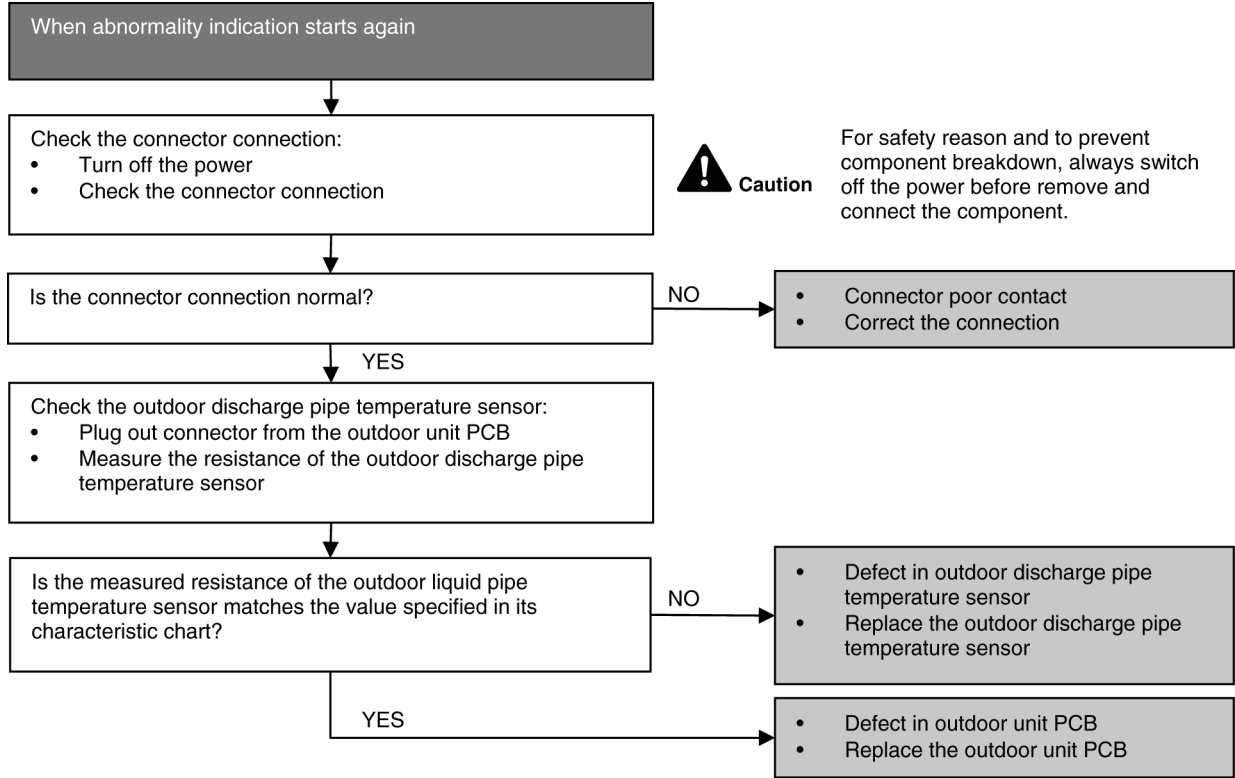 When abnormality indication starts again
Check the connector connection:
• Turn off the power
• Check the connector connection
Caution
For safety reason and to prevent
component breakdown, always switch
off the power before remove and
connect the component.
Is the connector connection normal?
NO
• Connector poor contact
• Correct the connection
YES
Check the outdoor discharge pipe temperature sensor:
• Plug out connector from the outdoor unit PCB
• Measure the resistance of the outdoor discharge pipe
temperature sensor
Is the measured resistance of the outdoor liquid pipe
temperature sensor matches the value specified in its
characteristic chart?
NO
• Defect in outdoor discharge pipe
temperature sensor
• Replace the outdoor discharge pipe
temperature sensor
YES
• Defect in outdoor unit PCB
• Replace the outdoor unit PCB